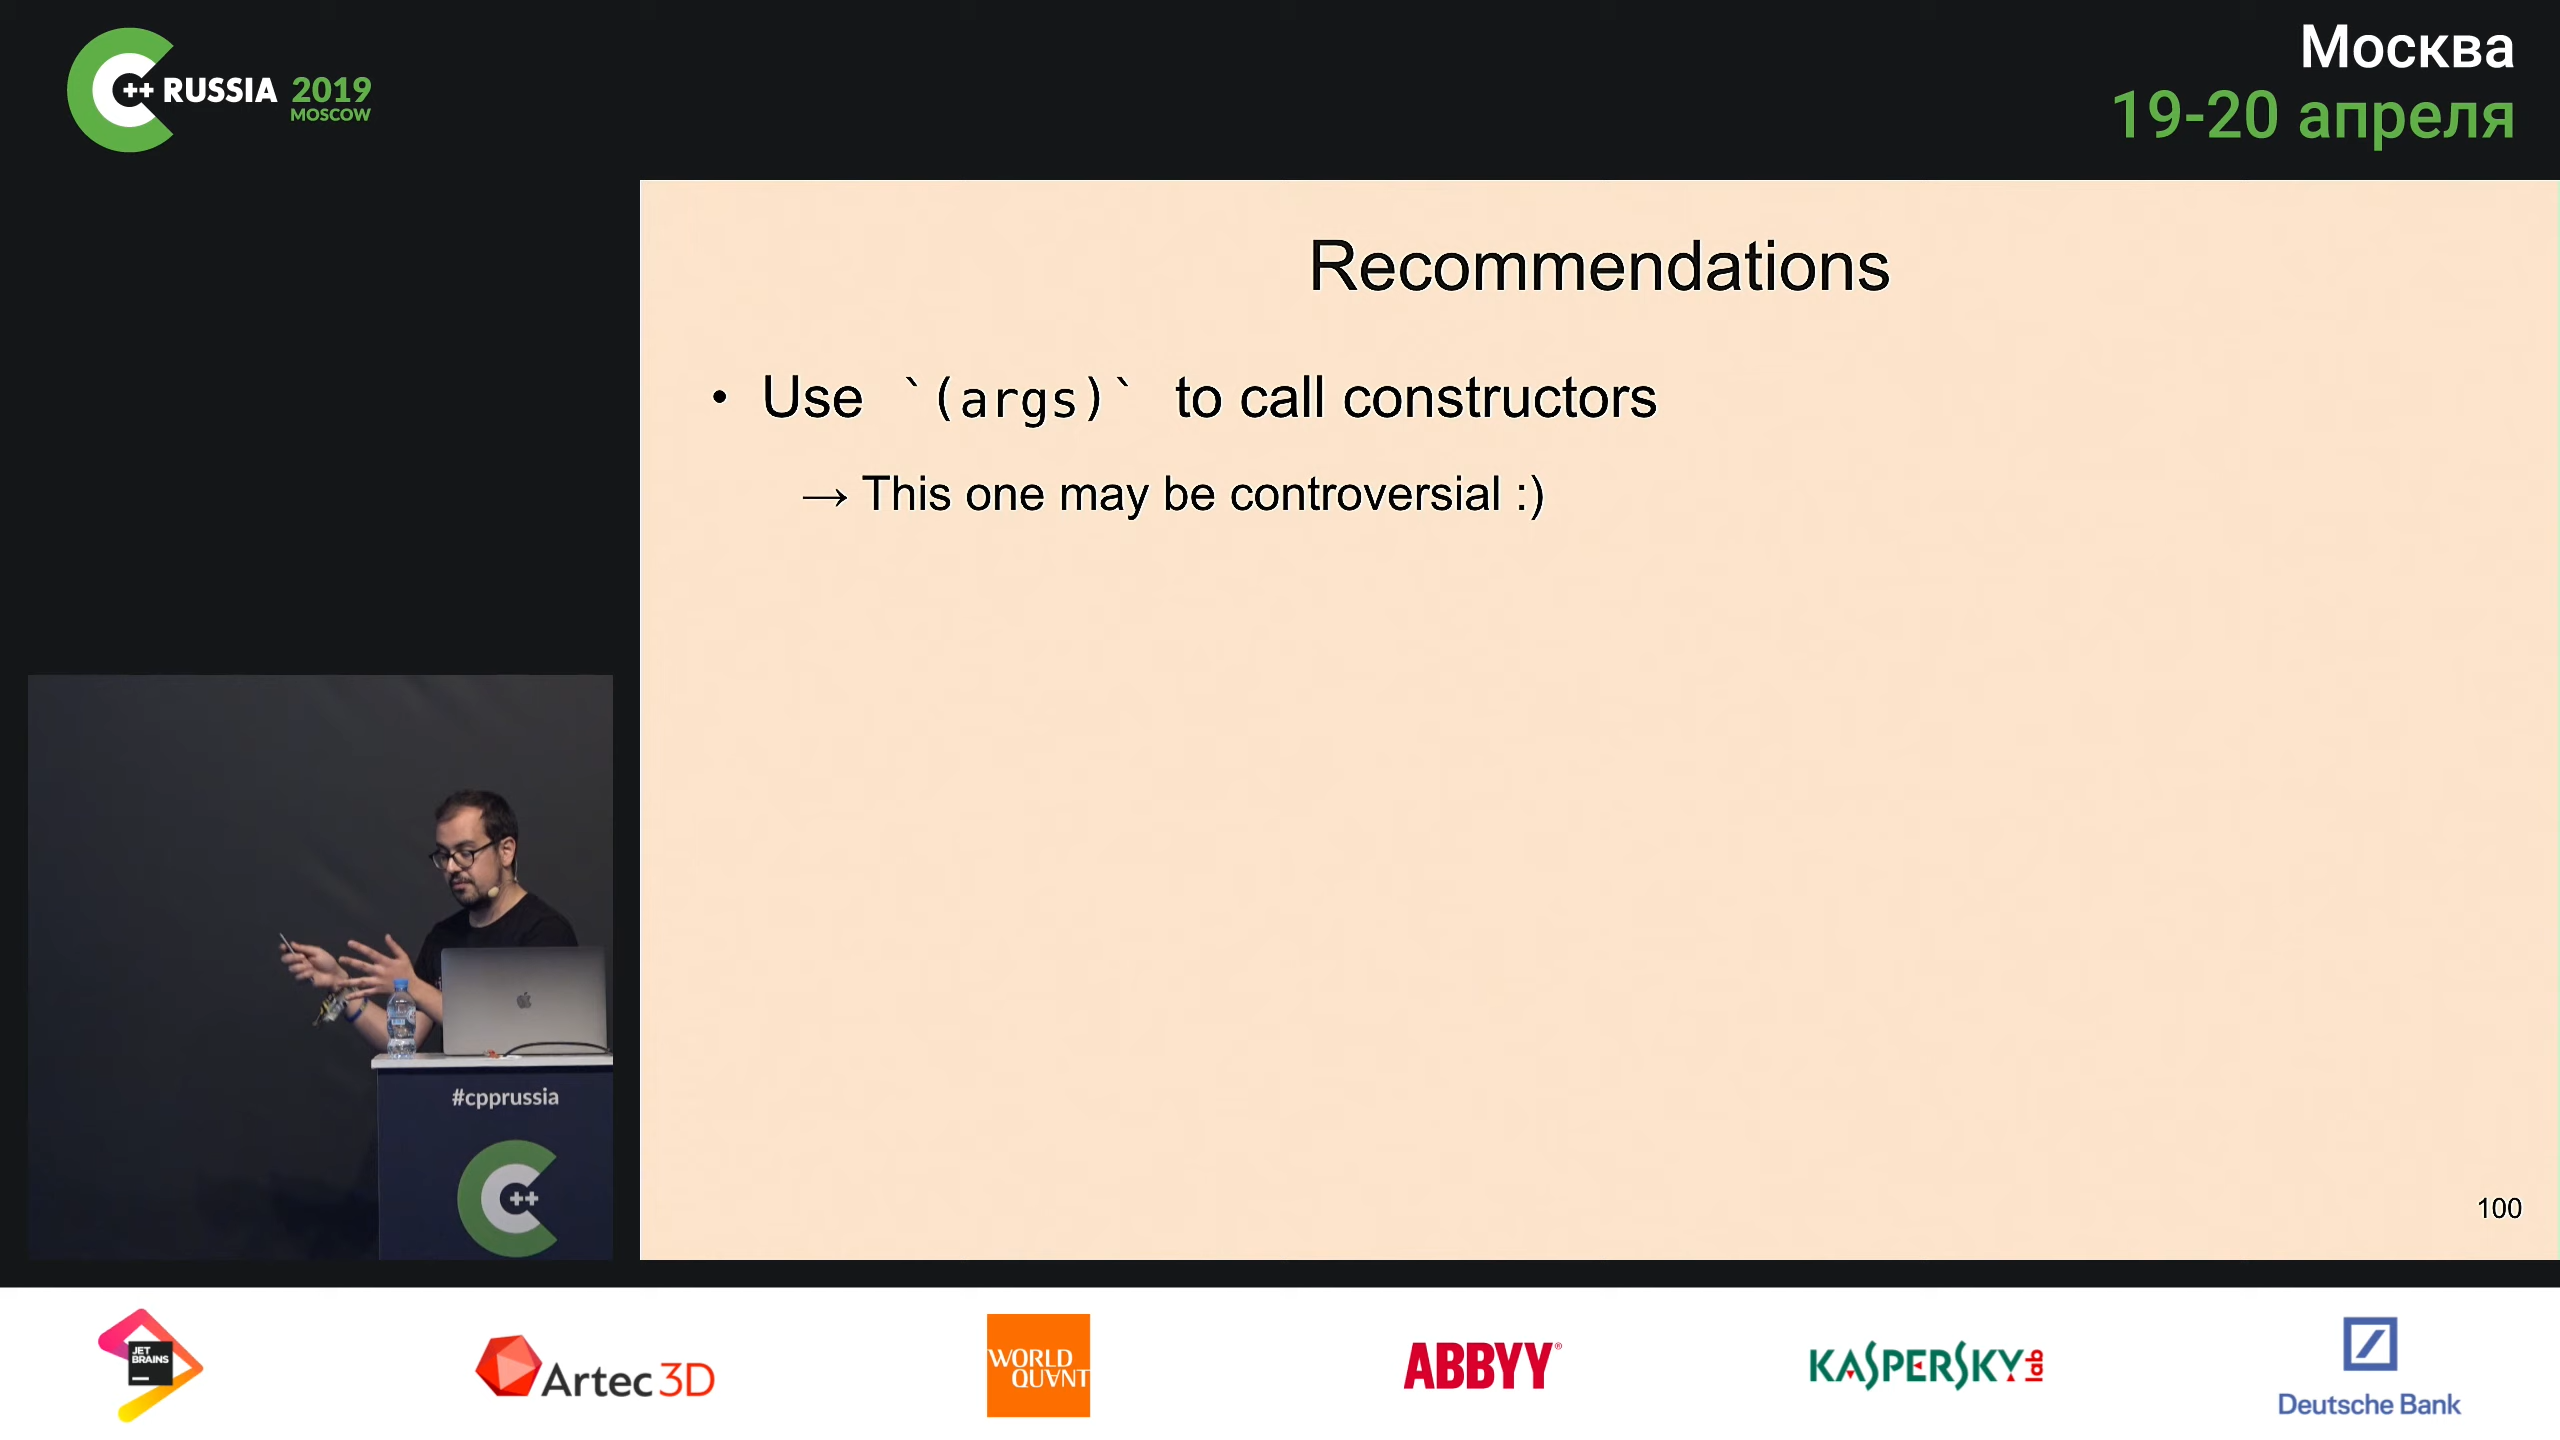 C++ RUSSIA 2019
MOSCOW
Москва
19-20 апреля
Recommendations
• Use `(args)` to call constructors
→ This one may be controversial :)
100
#cpprussia
C++
JET
BRAINS
Artec 3D
WORLD
QUANT
ABBYY®
KASPERSKY lab
Deutsche Bank